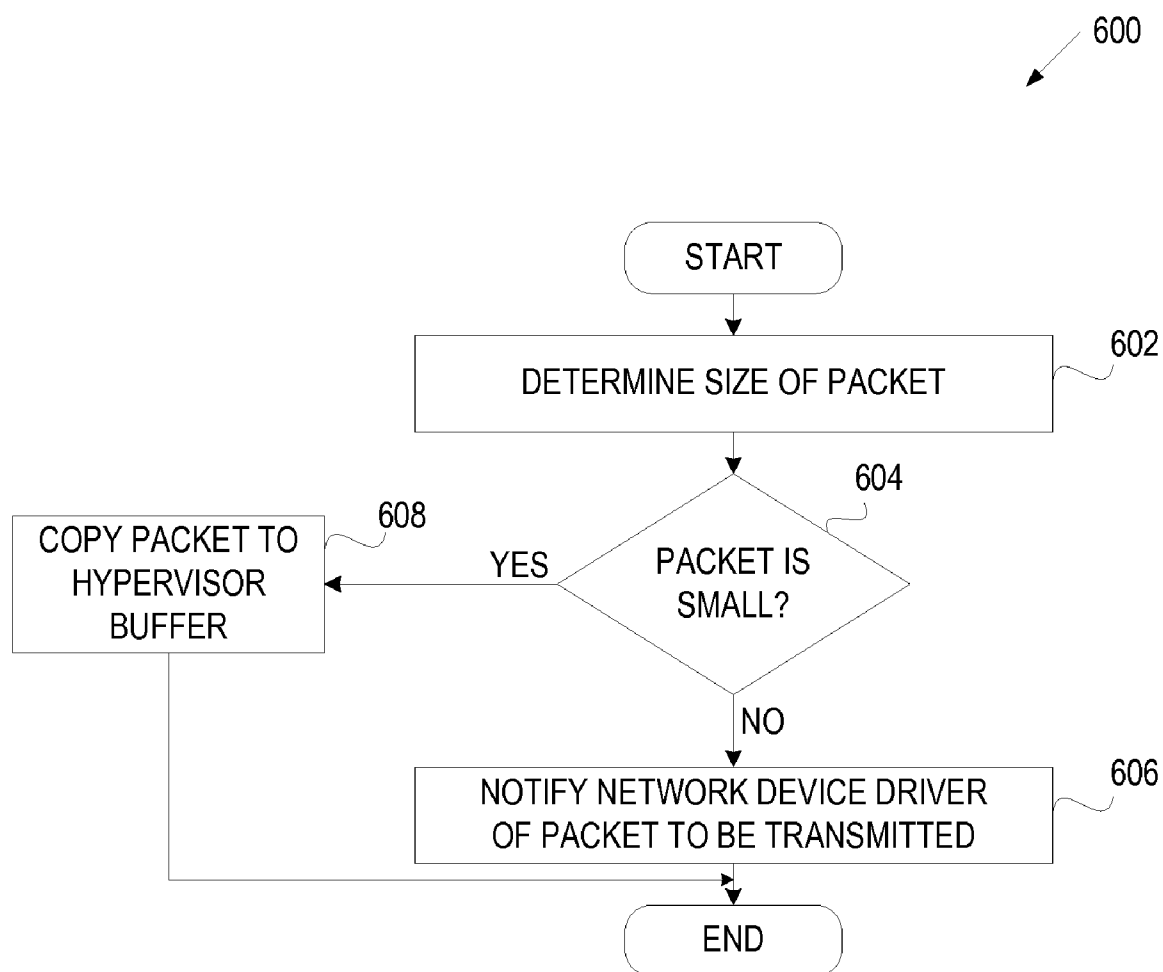 600
START
602
DETERMINE SIZE OF PACKET
604
PACKET IS
SMALL?
YES
608
COPY PACKET TO
HYPERVISOR
BUFFER
NO
606
NOTIFY NETWORK DEVICE DRIVER
OF PACKET TO BE TRANSMITTED
END